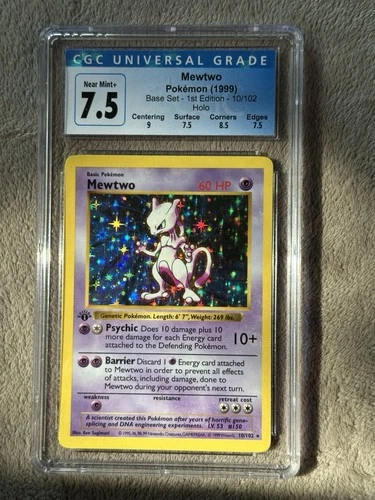 CGC UNIVERSAL GRADE
Near Mint+
7.5
Mewtwo
Pokémon (1999)
Base Set - 1st Edition - 10/102
Holo
Centering Surface Corners Edges
9 7.5 8.5 7.5
Basic Pokémon
Mewtwo 60 HP
Genetic Pokémon. Length: 6' 7", Weight: 269 lbs.
1
Psychic Does 10 damage plus 10
more damage for each Energy card
attached to the Defending Pokémon.
10+
Barrier Discard 1 Energy card attached
to Mewtwo in order to prevent all effects
of attacks, including damage, done to
Mewtwo during your opponent's next turn.
weakness resistance retreat cost
A scientist created this Pokémon after years of horrific gene-
splicing and DNA engineering experiments. LV. 53 #150
Illus. Ken Sugimori
10/102